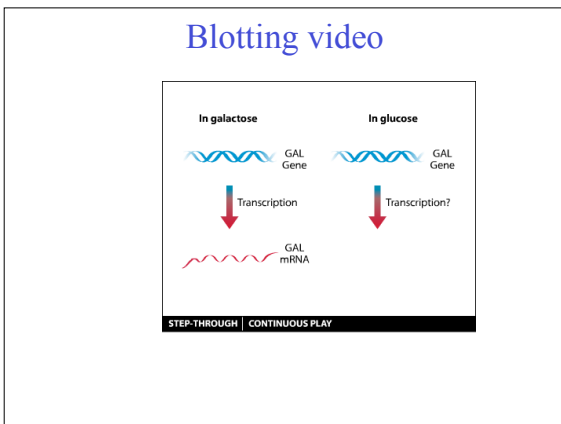 Blotting video
In galactose
In glucose
GAL
Gene
GAL
Gene
Transcription
Transcription?
GAL
mRNA
STEP-THROUGH | CONTINUOUS PLAY